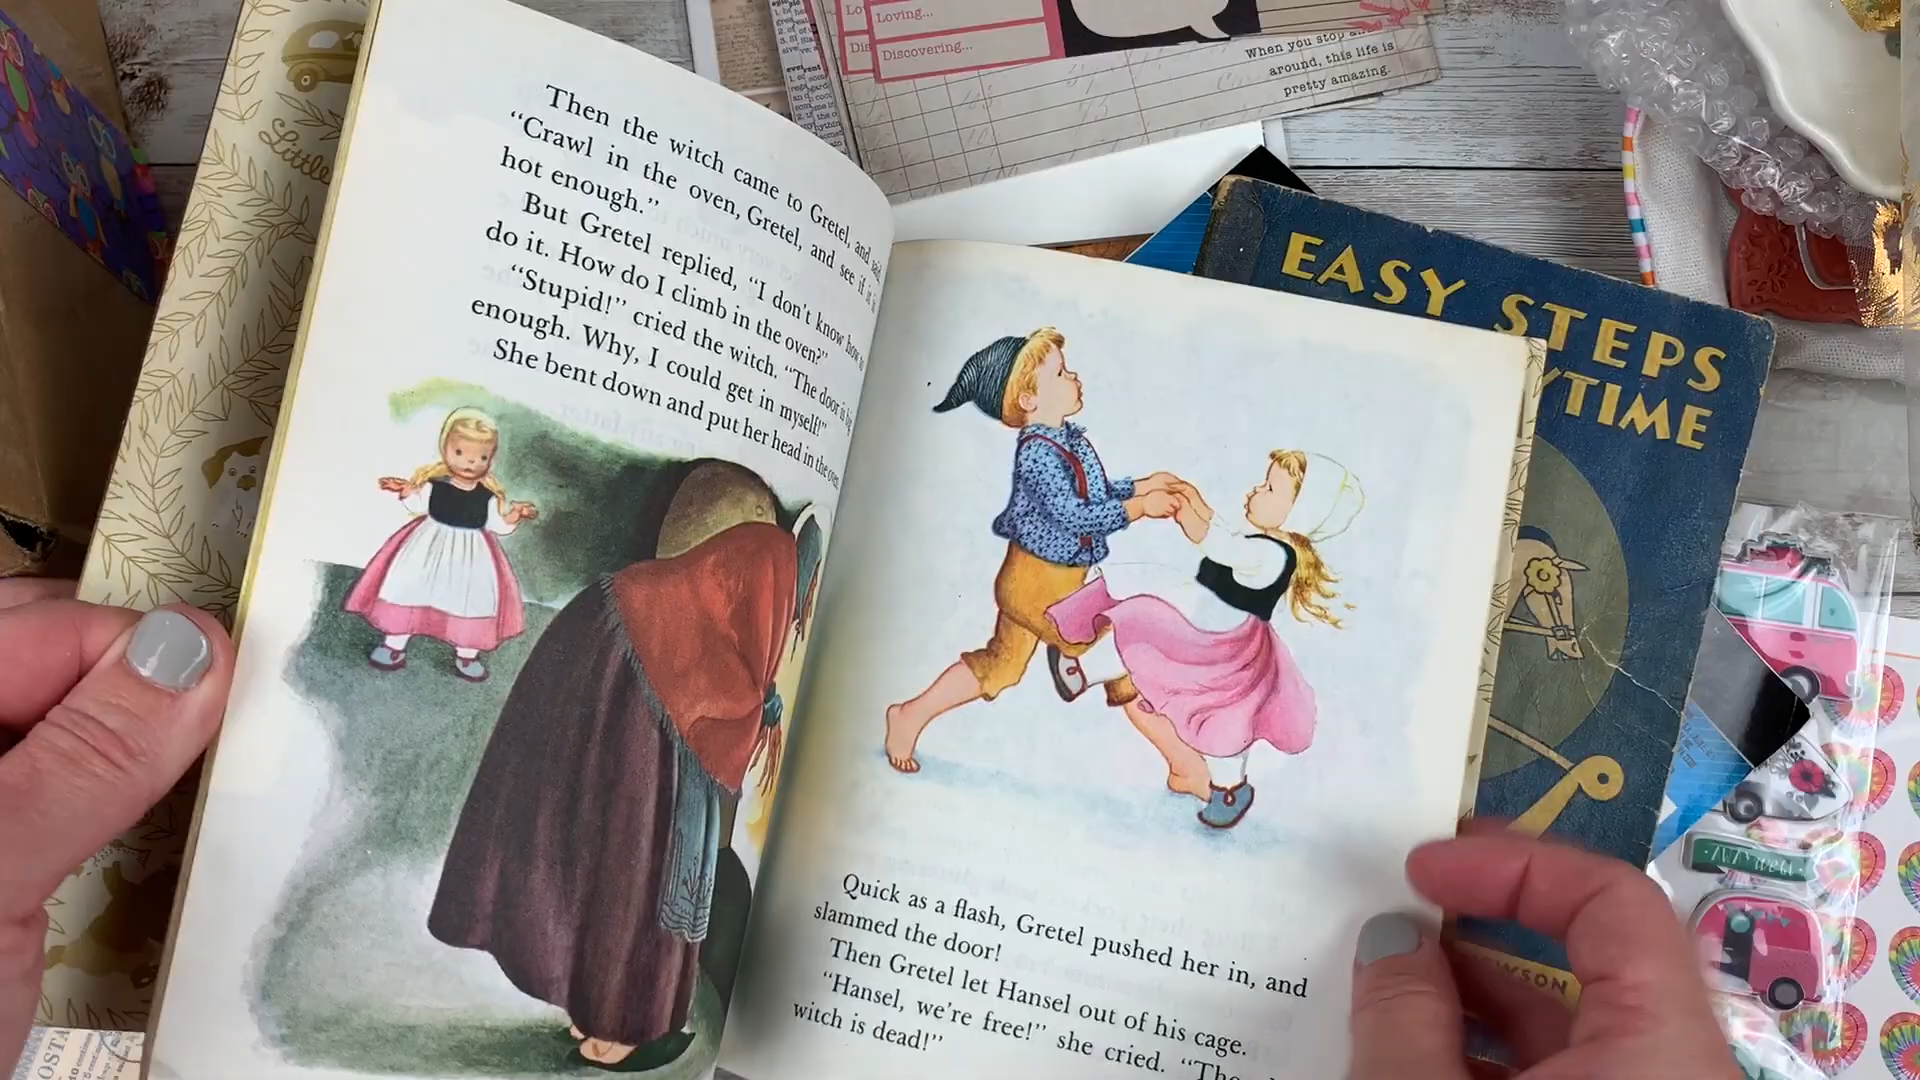 Then the witch came to Gretel, and said,
“Crawl in the oven, Gretel, and see if it is
hot enough.”
But Gretel replied, “I don't know how to
do it. How do I climb in the oven?”
“Stupid!” cried the witch. “The door is big
enough. Why, I could get in myself!”
She bent down and put her head in the oven.
Quick as a flash, Gretel pushed her in, and
slammed the door!
Then Gretel let Hansel out of his cage.
“Hansel, we're free!” she cried. “The
witch is dead!”
Little
Loving...
Discovering...
When you stop
around, this life is
pretty amazing.
EASY STEPS
YTIME